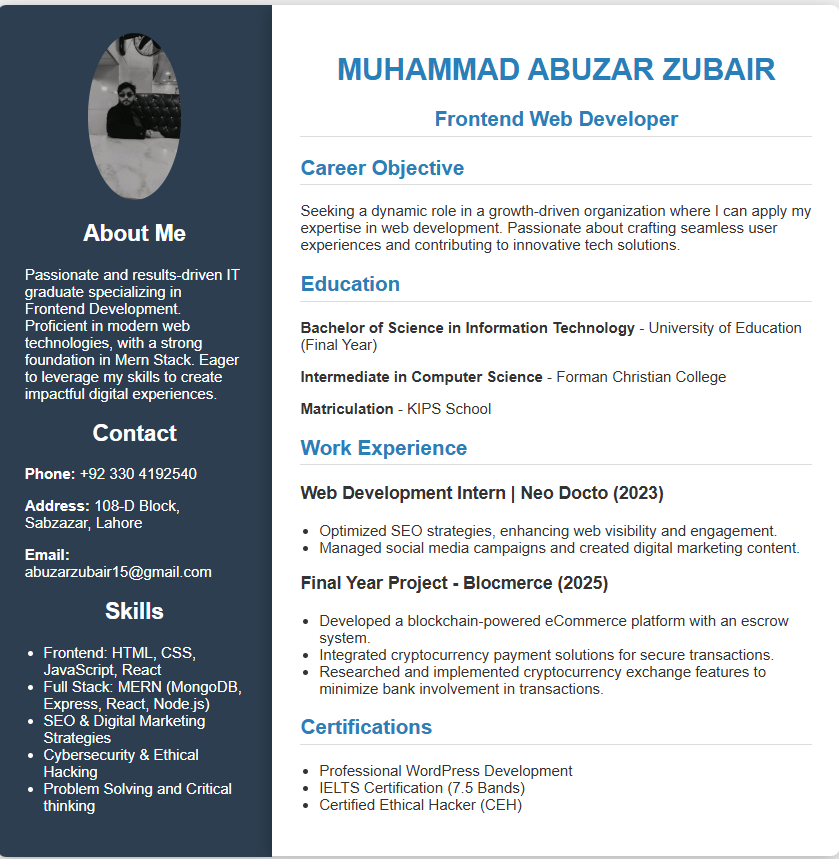 About Me
Passionate and results-driven IT
graduate specializing in
Frontend Development.
Proficient in modern web
technologies, with a strong
foundation in Mern Stack. Eager
to leverage my skills to create
impactful digital experiences.
Contact
Phone: +92 330 4192540
Address: 108-D Block,
Sabzazar, Lahore
Email:
abuzarzubair15@gmail.com
Skills
• Frontend: HTML, CSS,
JavaScript, React
• Full Stack: MERN (MongoDB,
Express, React, Node.js)
• SEO & Digital Marketing
Strategies
• Cybersecurity & Ethical
Hacking
• Problem Solving and Critical
thinking
MUHAMMAD ABUZAR ZUBAIR
Frontend Web Developer
Career Objective
Seeking a dynamic role in a growth-driven organization where I can apply my
expertise in web development. Passionate about crafting seamless user
experiences and contributing to innovative tech solutions.
Education
Bachelor of Science in Information Technology - University of Education
(Final Year)
Intermediate in Computer Science - Forman Christian College
Matriculation - KIPS School
Work Experience
Web Development Intern | Neo Docto (2023)
• Optimized SEO strategies, enhancing web visibility and engagement.
• Managed social media campaigns and created digital marketing content.
Final Year Project - Blocmerce (2025)
• Developed a blockchain-powered eCommerce platform with an escrow
system.
• Integrated cryptocurrency payment solutions for secure transactions.
• Researched and implemented cryptocurrency exchange features to
minimize bank involvement in transactions.
Certifications
• Professional WordPress Development
• IELTS Certification (7.5 Bands)
• Certified Ethical Hacker (CEH)